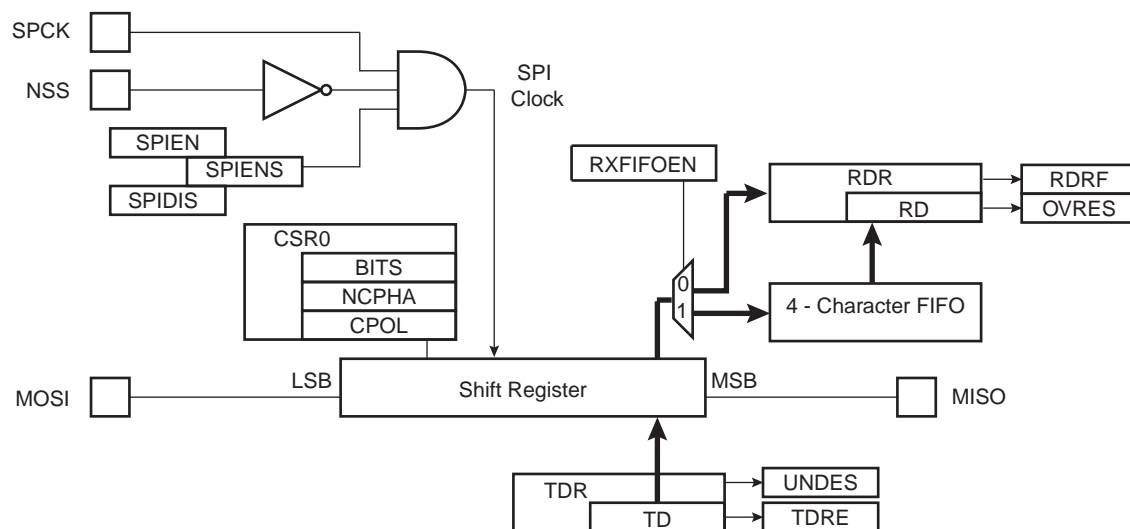 SPCK
NSS
SPI
Clock
SPIEN
SPIENS
SPIDIS
RXFIFOEN
RDR
RD
RDRF
OVRES
CSR0
BITS
NCPHA
CPOL
0
1
4 - Character FIFO
MOSI
LSB
Shift Register
MSB
MISO
TDR
TD
UNDES
TDRE